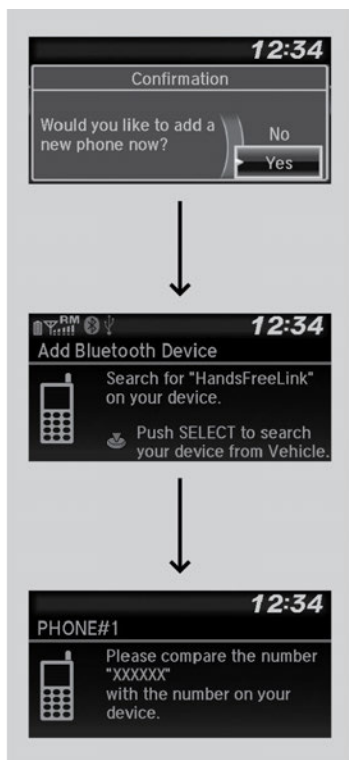 12:34
Confirmation
Would you like to add a
new phone now?
No
Yes
RM
12:34
Add Bluetooth Device
Search for "HandsFreeLink"
on your device.
Push SELECT to search
your device from Vehicle.
12:34
PHONE#1
Please compare the number
"XXXXXX"
with the number on your
device.